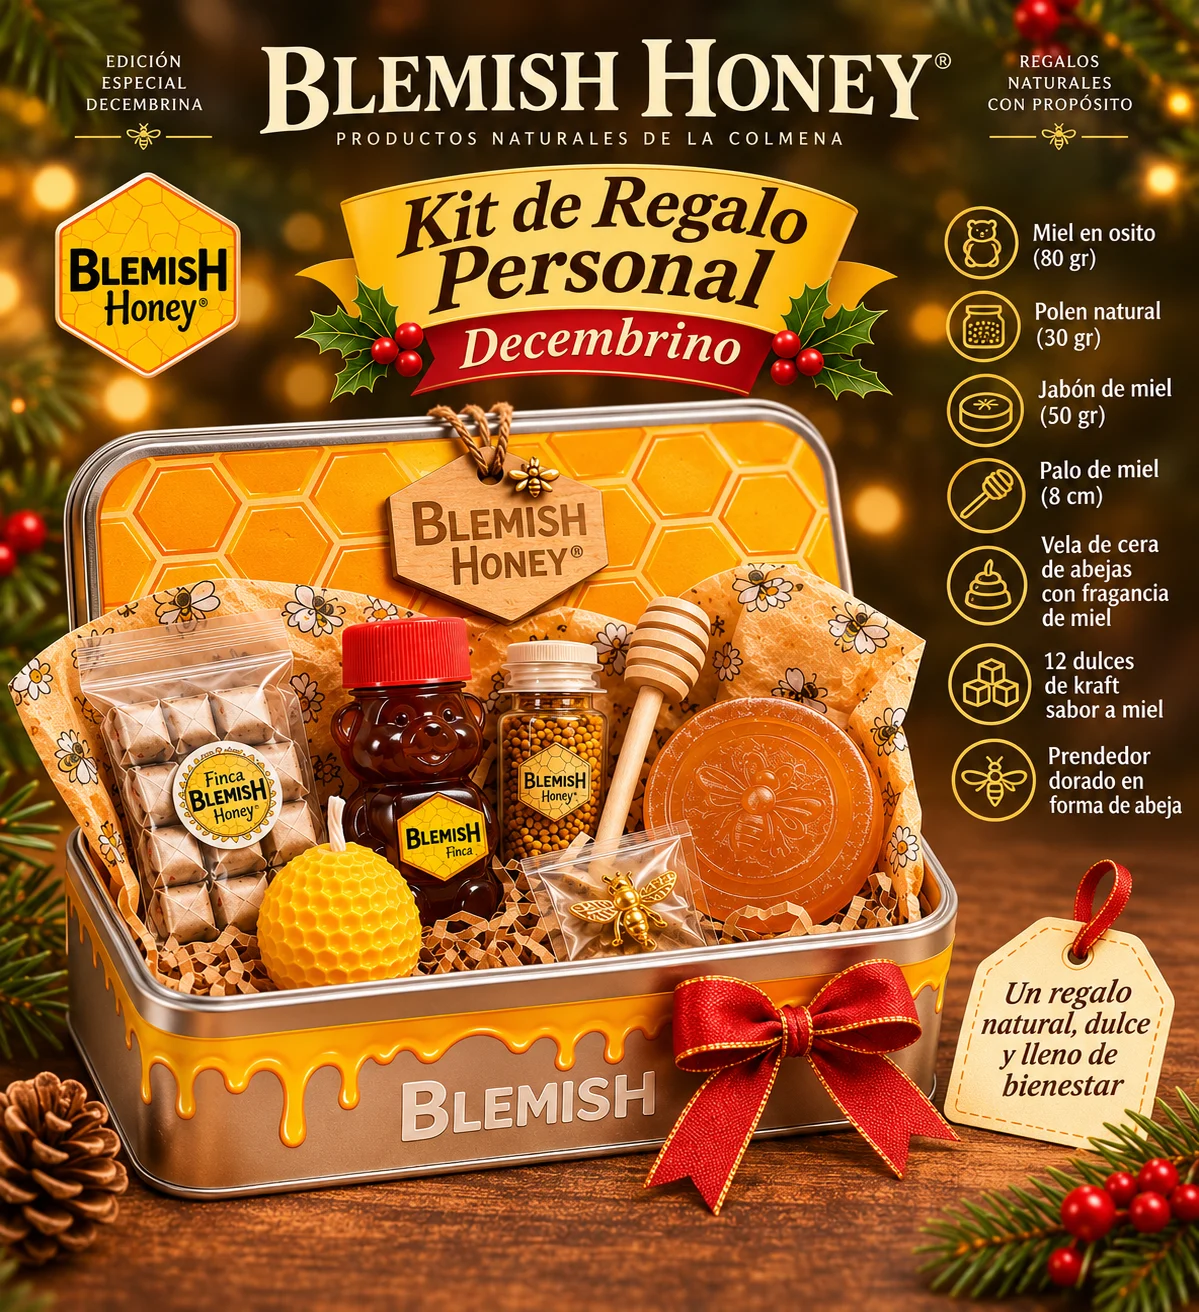 EDICIÓN
ESPECIAL
DECEMBRINA
BLEMISH HONEY®
PRODUCTOS NATURALES DE LA COLMENA
REGALOS
NATURALES
CON PROPÓSITO
BLEMISH
Honey®
Kit de Regalo
Personal
Decembrino
Miel en osito
(80 gr)
Polen natural
(30 gr)
Jabón de miel
(50 gr)
Palo de miel
(8 cm)
Vela de cera
de abejas
con fragancia
de miel
12 dulces
de kraft
sabor a miel
Prendedor
dorado en
forma de abeja
BLEMISH
HONEY®
Finca
BLEMISH
Honey®
BLEMISH
Finca
BLEMISH
Honey®
BLEMISH
Un regalo
natural, dulce
y lleno de
bienestar